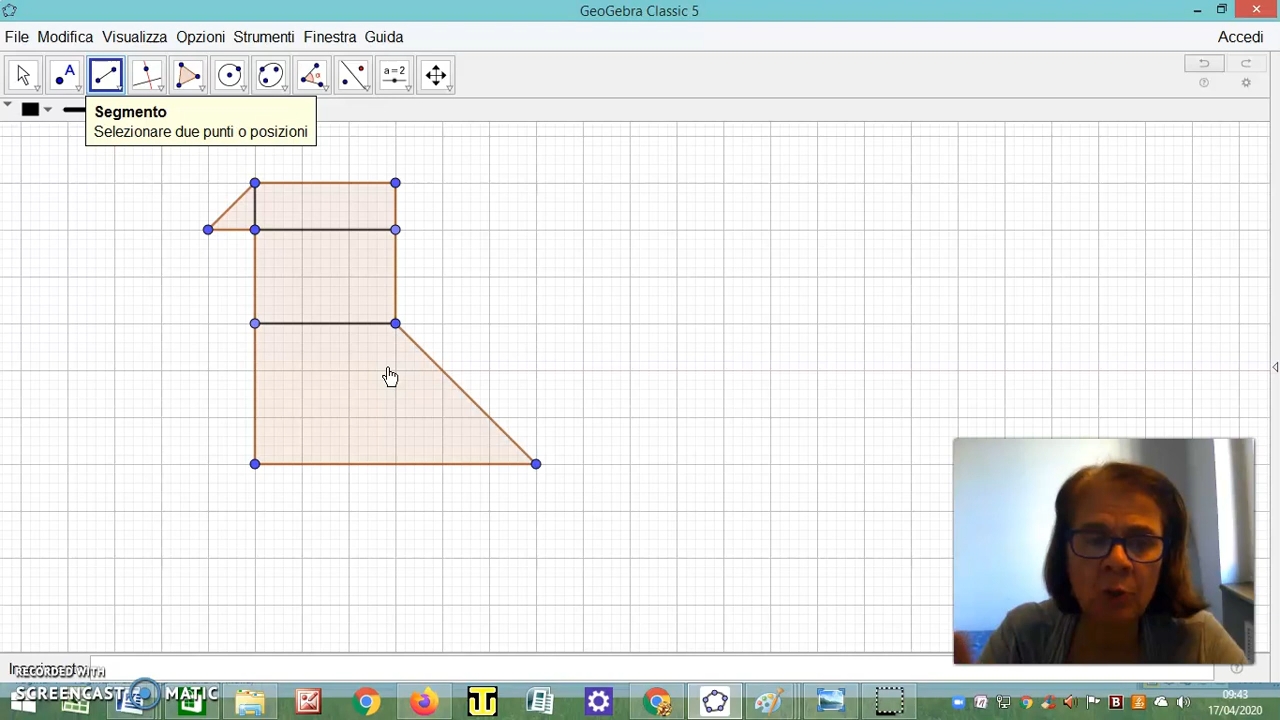 GeoGebra Classic 5
File Modifica Visualizza Opzioni Strumenti Finestra Guida Accedi
A a=2
Segmento
Selezionare due punti o posizioni
RECORDED WITH
SCREENCAST MATIC
09:43
17/04/2020